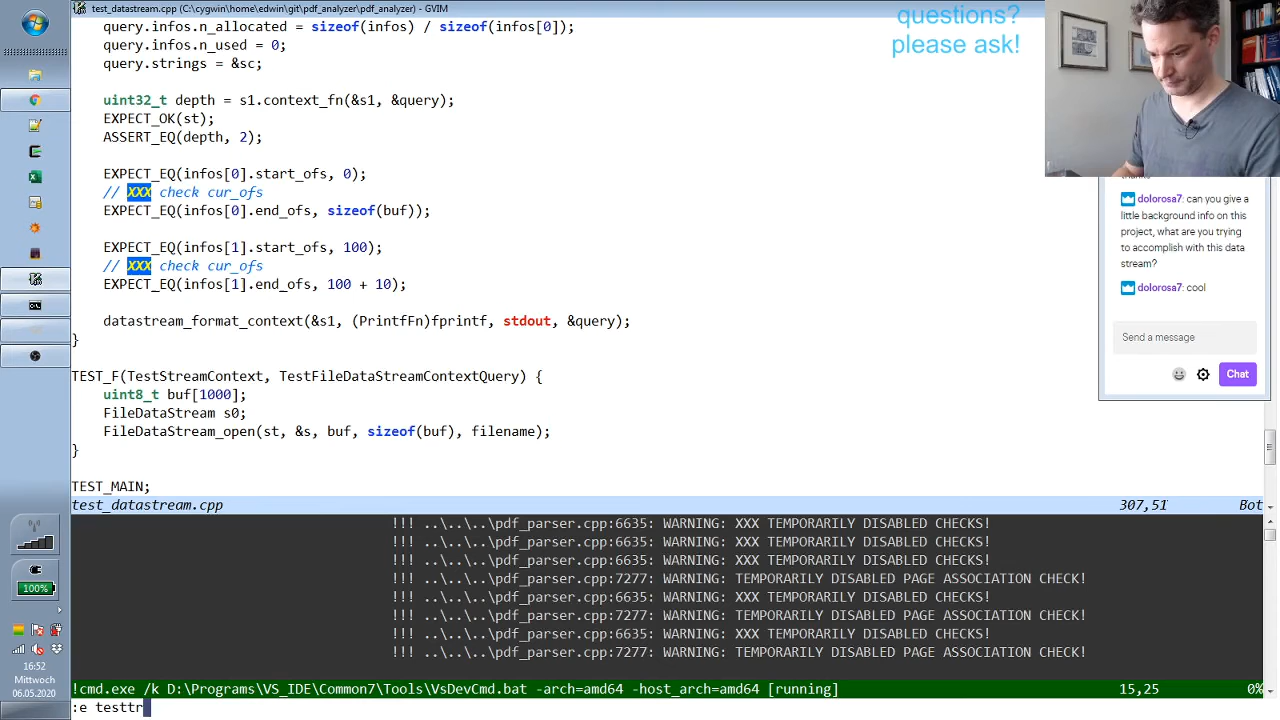 test_datastream.cpp (C:\cygwin\home\edwin\git\pdf_analyzer\pdf_analyzer) - GVIM
query.infos.n_allocated = sizeof(infos) / sizeof(infos[0]);
query.infos.n_used = 0;
query.strings = &sc;
uint32_t depth = s1.context_fn(&s1, &query);
EXPECT_OK(st);
ASSERT_EQ(depth, 2);
EXPECT_EQ(infos[0].start_ofs, 0);
// XXX check cur_ofs
EXPECT_EQ(infos[0].end_ofs, sizeof(buf));
EXPECT_EQ(infos[1].start_ofs, 100);
// XXX check cur_ofs
EXPECT_EQ(infos[1].end_ofs, 100 + 10);
datastream_format_context(&s1, (PrintfFn)fprintf, stdout, &query);
}
TEST_F(TestStreamContext, TestFileDataStreamContextQuery) {
uint8_t buf[1000];
FileDataStream s0;
FileDataStream_open(st, &s, buf, sizeof(buf), filename);
}
TEST_MAIN;
test_datastream.cpp 307,51 Bot
!!! ..\..\..\pdf_parser.cpp:6635: WARNING: XXX TEMPORARILY DISABLED CHECKS!
!!! ..\..\..\pdf_parser.cpp:6635: WARNING: XXX TEMPORARILY DISABLED CHECKS!
!!! ..\..\..\pdf_parser.cpp:6635: WARNING: XXX TEMPORARILY DISABLED CHECKS!
!!! ..\..\..\pdf_parser.cpp:7277: WARNING: TEMPORARILY DISABLED PAGE ASSOCIATION CHECK!
!!! ..\..\..\pdf_parser.cpp:6635: WARNING: XXX TEMPORARILY DISABLED CHECKS!
!!! ..\..\..\pdf_parser.cpp:7277: WARNING: TEMPORARILY DISABLED PAGE ASSOCIATION CHECK!
!!! ..\..\..\pdf_parser.cpp:6635: WARNING: XXX TEMPORARILY DISABLED CHECKS!
!!! ..\..\..\pdf_parser.cpp:7277: WARNING: TEMPORARILY DISABLED PAGE ASSOCIATION CHECK!
!cmd.exe /k D:\Programs\VS_IDE\Common7\Tools\VsDevCmd.bat -arch=amd64 -host_arch=amd64 [running] 15,25 0%
:e testtr
questions?
please ask!
dolorosa7: can you give a
little background info on this
project, what are you trying
to accomplish with this data
stream?
dolorosa7: cool
Send a message
Chat
100%
16:52
Mittwoch
06.05.2020